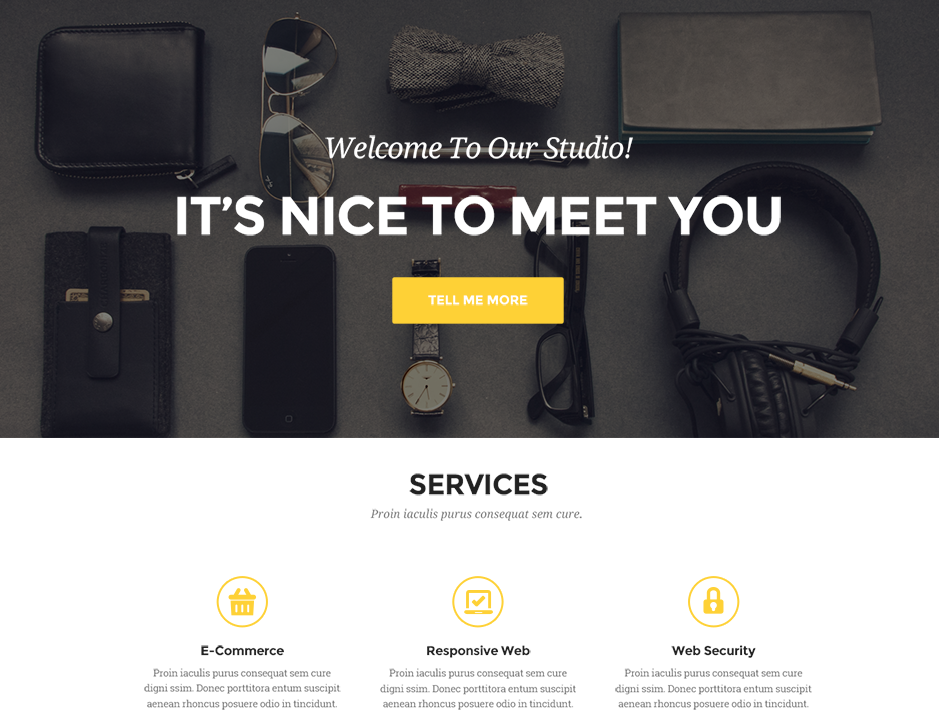 Welcome To Our Studio!
IT'S NICE TO MEET YOU
TELL ME MORE
SERVICES
Proin iaculis purus consequat sem cure.
E-Commerce
Proin iaculis purus consequat sem cure
digni ssim. Donec porttitora entum suscipit
aenean rhoncus posuere odio in tincidunt.
Responsive Web
Proin iaculis purus consequat sem cure
digni ssim. Donec porttitora entum suscipit
aenean rhoncus posuere odio in tincidunt.
Web Security
Proin iaculis purus consequat sem cure
digni ssim. Donec porttitora entum suscipit
aenean rhoncus posuere odio in tincidunt.